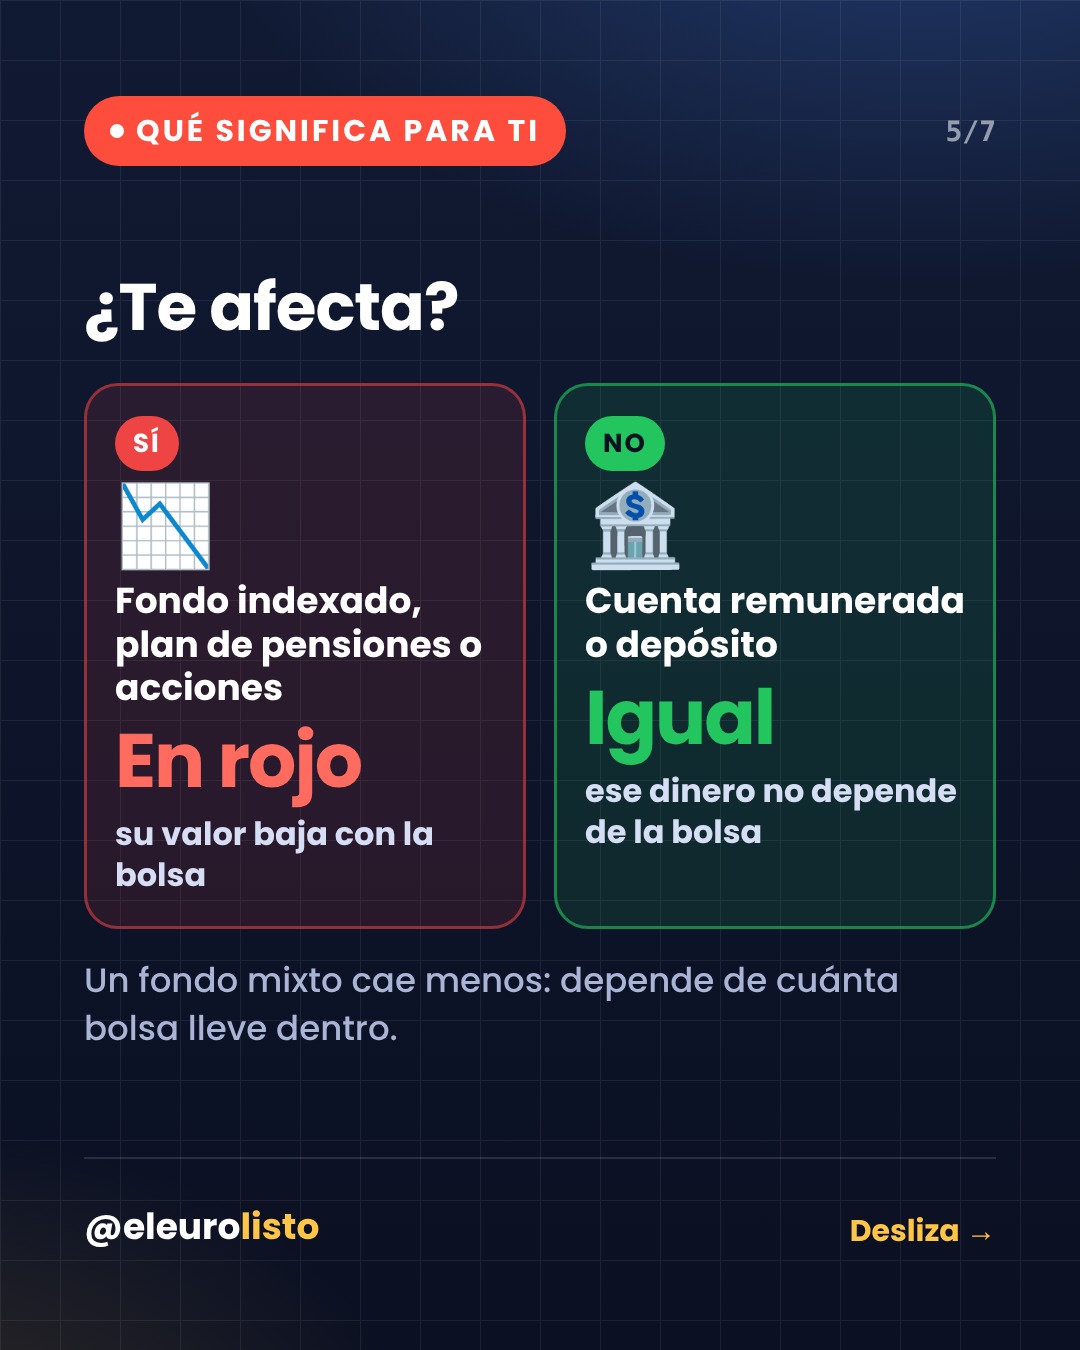 QUÉ SIGNIFICA PARA TI
5/7
¿Te afecta?
SÍ
Fondo indexado,
plan de pensiones o
acciones
En rojo
su valor baja con la
bolsa
NO
$
Cuenta remunerada
o depósito
Igual
ese dinero no depende
de la bolsa
Un fondo mixto cae menos: depende de cuánta
bolsa lleve dentro.
@eleurolisto
Desliza →